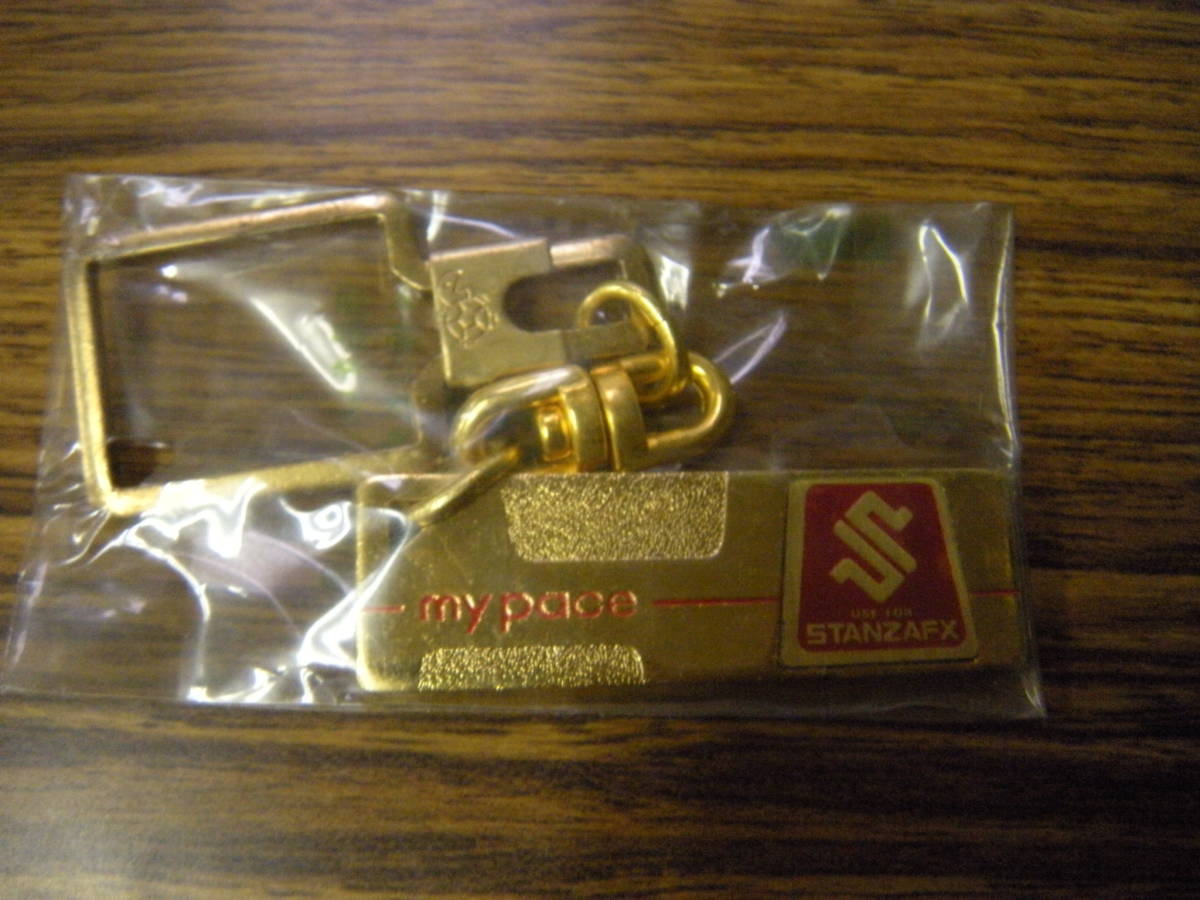 my pace
USE FOR
STANZAFX